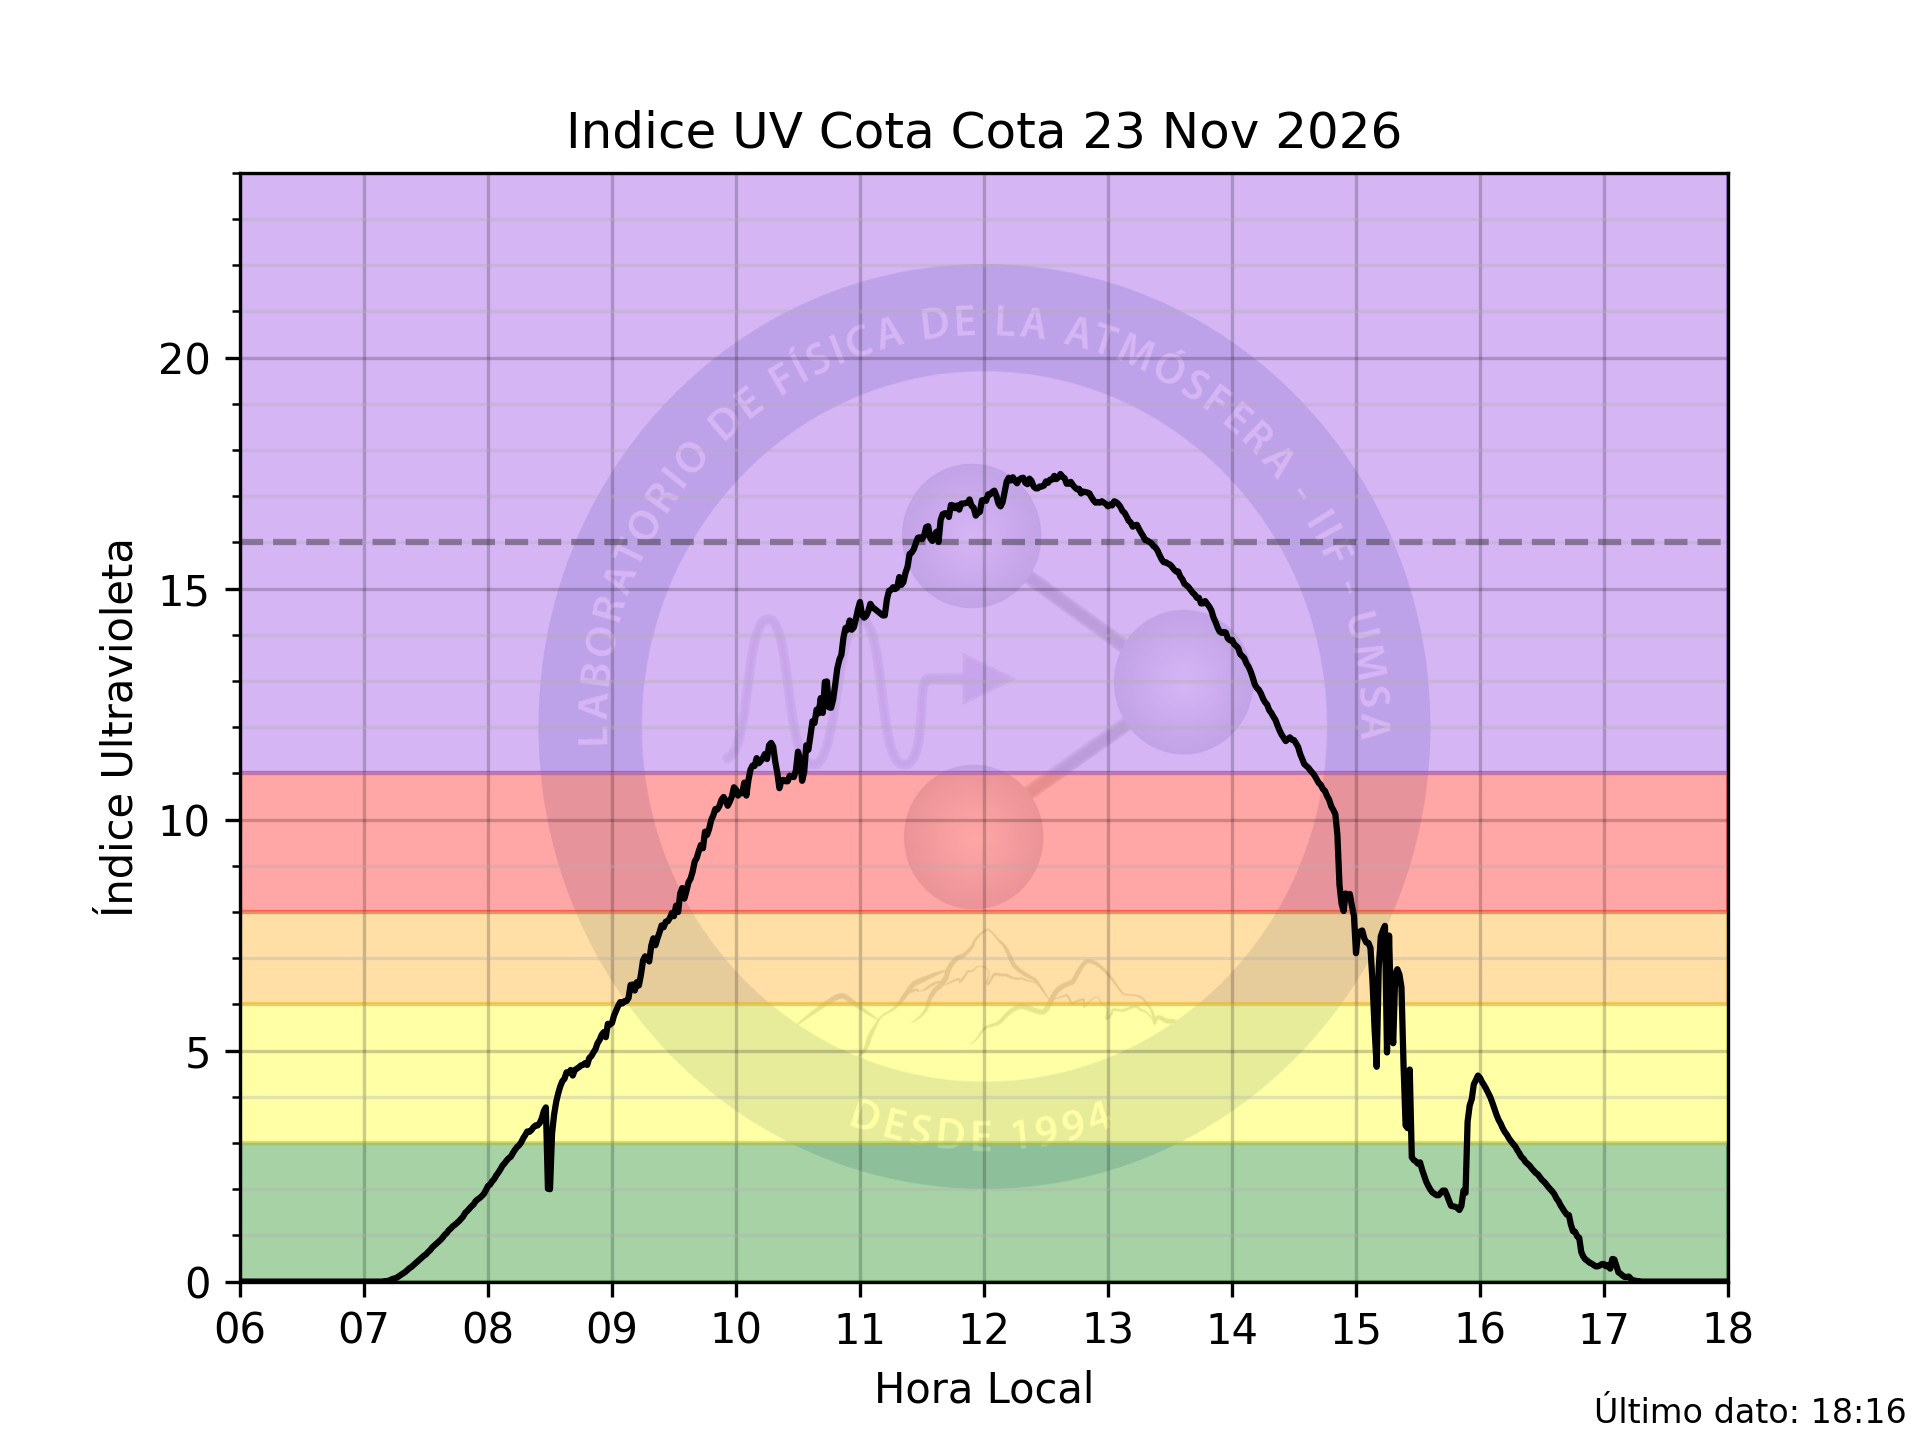 Indice UV Cota Cota 23 Nov 2026
LABORATORIO DE FÍSICA DE LA ATMÓSFERA - IIF - UMSA
DESDE 1994
Índice Ultravioleta
20
15
10
5
0
06 07 08 09 10 11 12 13 14 15 16 17 18
Hora Local
Último dato: 18:16